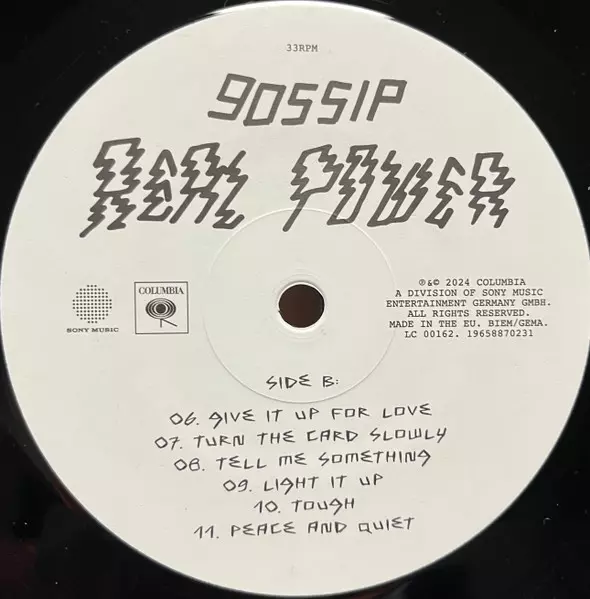 33RPM
GOSSIP
REAL POWER
SONY MUSIC
COLUMBIA
℗&© 2024 COLUMBIA
A DIVISION OF SONY MUSIC
ENTERTAINMENT GERMANY GMBH.
ALL RIGHTS RESERVED.
MADE IN THE EU. BIEM/GEMA.
LC 00162. 19658870231
SIDE B:
06. GIVE IT UP FOR LOVE
07. TURN THE CARD SLOWLY
08. TELL ME SOMETHING
09. LIGHT IT UP
10. TOUGH
11. PEACE AND QUIET